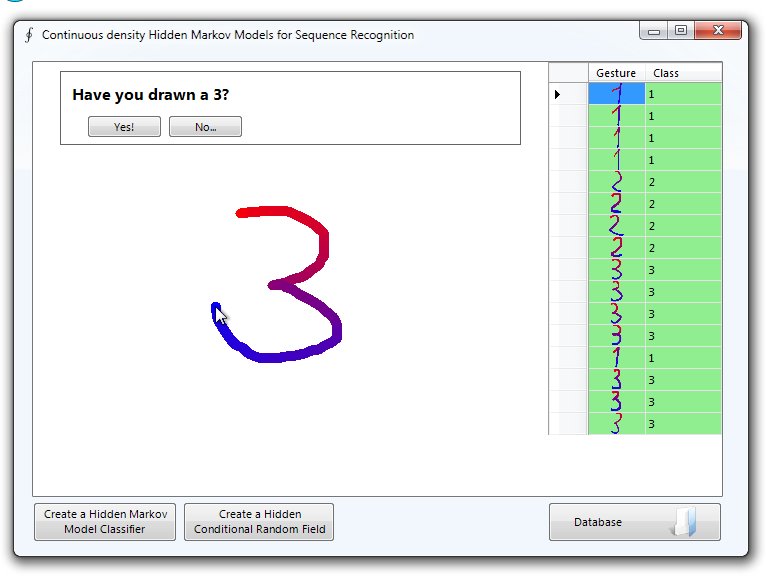 Continuous density Hidden Markov Models for Sequence Recognition
Have you drawn a 3?
Yes! No...
3
Gesture Class
1 1
1 1
1 1
1 1
2 2
2 2
2 2
2 2
3 3
3 3
3 3
3 3
1 1
3 3
3 3
3 3
Create a Hidden Markov
Model Classifier
Create a Hidden
Conditional Random Field
Database